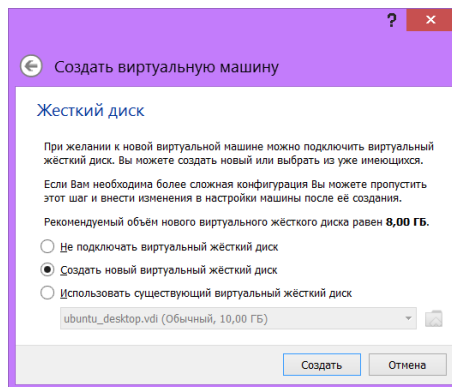 ?
Создать виртуальную машину
Жесткий диск
При желании к новой виртуальной машине можно подключить виртуальный
жёсткий диск. Вы можете создать новый или выбрать из уже имеющихся.
Если Вам необходима более сложная конфигурация Вы можете пропустить
этот шаг и внести изменения в настройки машины после её создания.
Рекомендуемый объём нового виртуального жёсткого диска равен 8,00 ГБ.
Не подключать виртуальный жёсткий диск
Создать новый виртуальный жёсткий диск
Использовать существующий виртуальный жёсткий диск
ubuntu_desktop.vdi (Обычный, 10,00 ГБ)
Создать Отмена